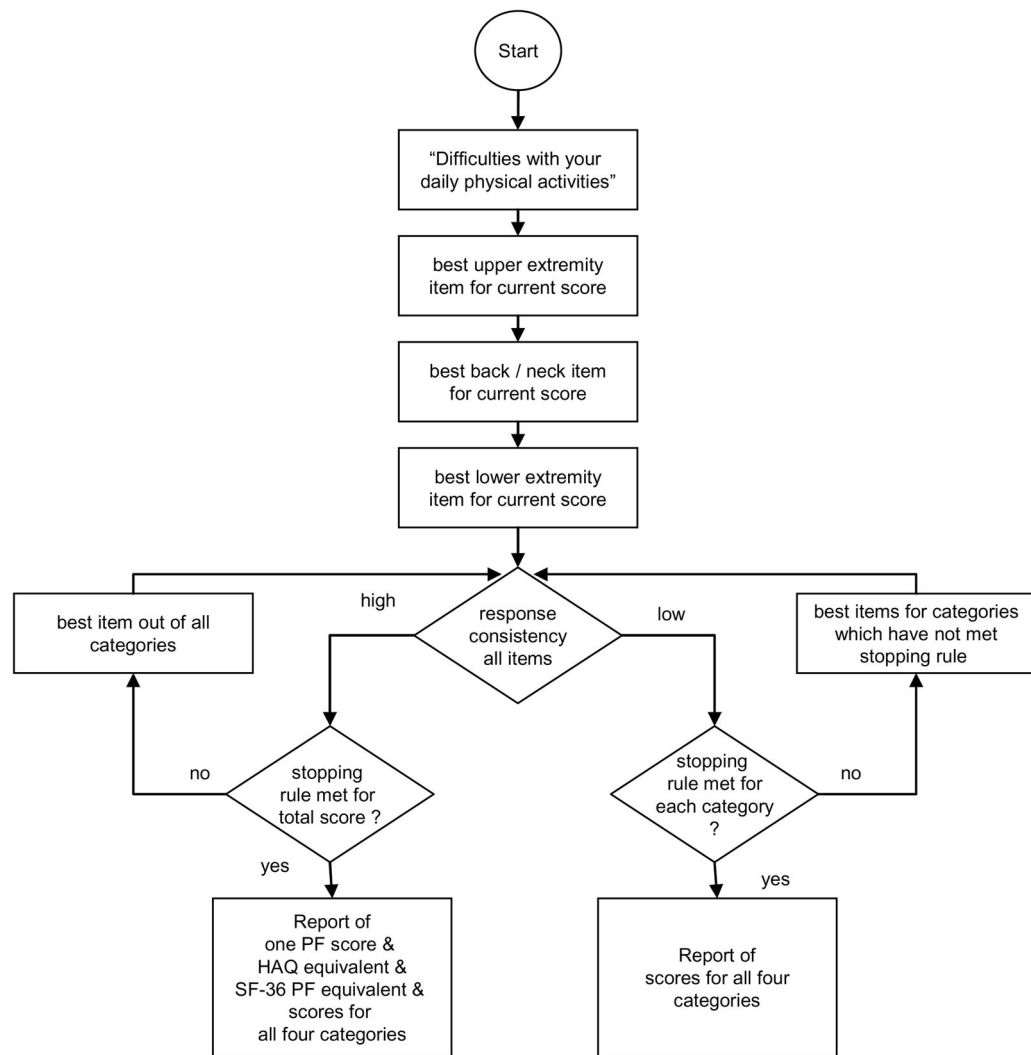 Start
“Difficulties with your
daily physical activities”
best upper extremity
item for current score
best back / neck item
for current score
best lower extremity
item for current score
high
response
consistency
all items
low
best item out of all
categories
best items for categories
which have not met
stopping rule
no
stopping
rule met for
total score ?
yes
stopping
rule met for
each category
?
no
yes
Report of
one PF score &
HAQ equivalent &
SF-36 PF equivalent &
scores for
all four categories
Report of
scores for all four
categories